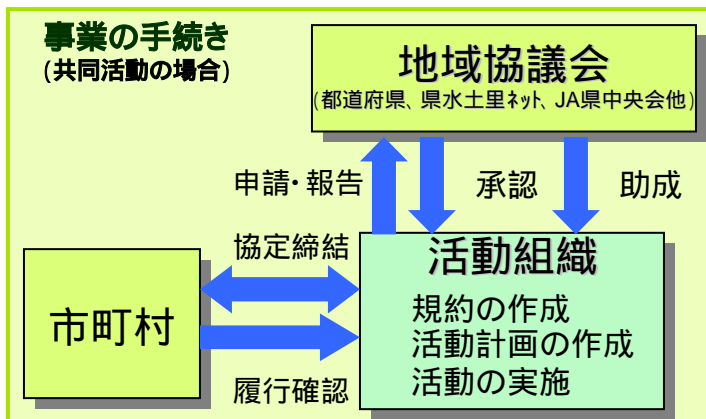 事業の手続き
(共同活動の場合)
地域協議会
(都道府県、県水土里ﾈｯﾄ、JA県中央会他)
申請・報告
承認
助成
協定締結
市町村
履行確認
活動組織
規約の作成
活動計画の作成
活動の実施